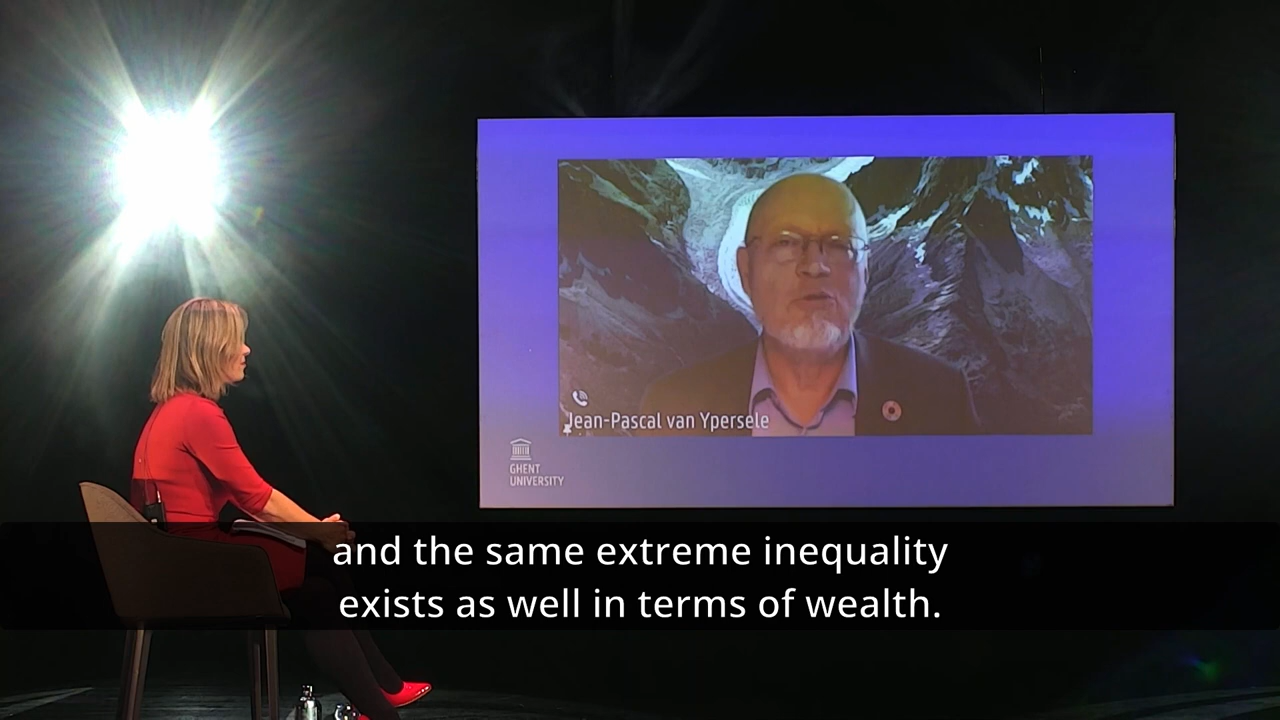 Jean-Pascal van Ypersele
GHENT
UNIVERSITY
and the same extreme inequality
exists as well in terms of wealth.